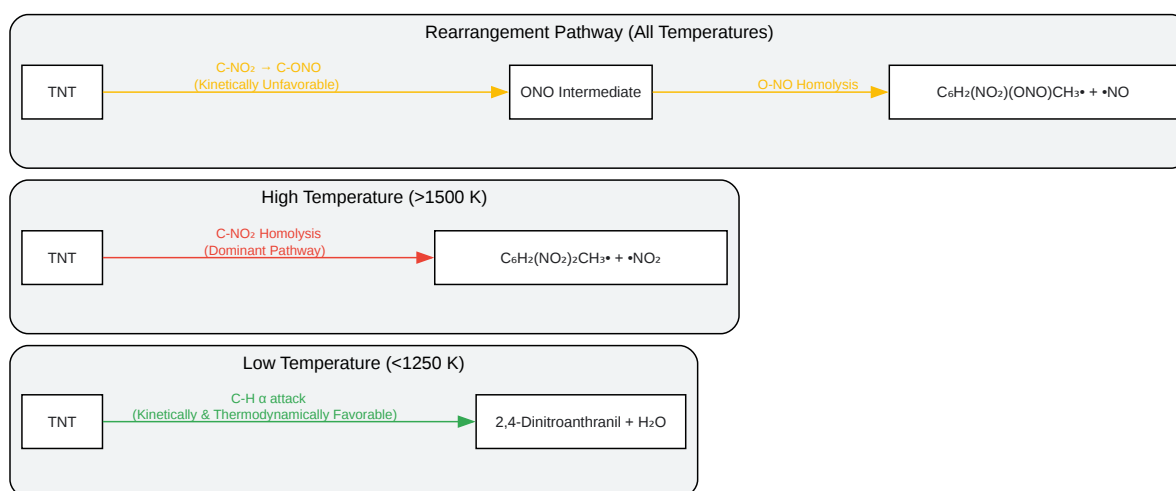 Rearrangement Pathway (All Temperatures)
TNT
C-NO₂ → C-ONO
(Kinetically Unfavorable)
ONO Intermediate
O-NO Homolysis
C₆H₂(NO₂)(ONO)CH₃• + •NO
High Temperature (>1500 K)
TNT
C-NO₂ Homolysis
(Dominant Pathway)
C₆H₂(NO₂)₂CH₃• + •NO₂
Low Temperature (<1250 K)
TNT
C-H α attack
(Kinetically & Thermodynamically Favorable)
2,4-Dinitroanthranil + H₂O